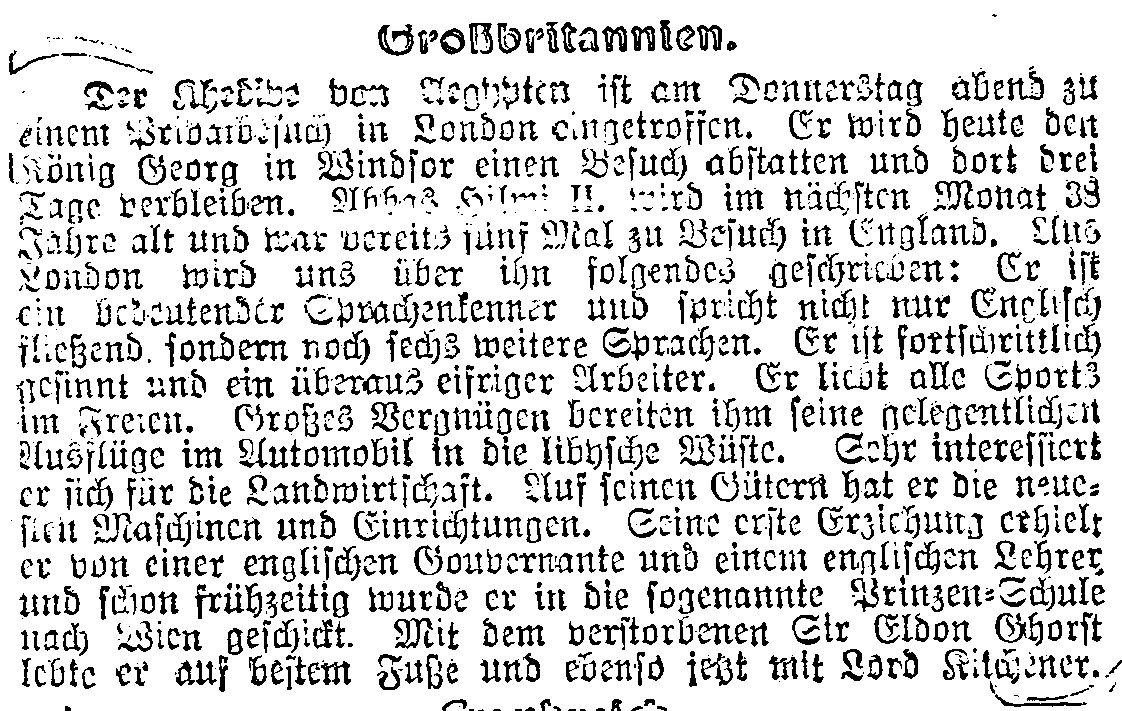 Großbritannien.
Der Khedive von Aegypten ist am Donnerstag abend zu
einem Privatbesuch in London eingetroffen. Er wird heute den
König Georg in Windsor einen Besuch abstatten und dort drei
Tage verbleiben. Abbas Hilmi II. wird im nächsten Monat 38
Jahre alt und war bereits fünf Mal zu Besuch in England. Aus
London wird uns über ihn folgendes geschrieben: Er ist
ein bedeutender Sprachenkenner und spricht nicht nur Englisch
fließend, sondern noch sechs weitere Sprachen. Er ist fortschrittlich
gesinnt und ein überaus eifriger Arbeiter. Er liebt alle Sports
im Freien. Großes Vergnügen bereiten ihm seine gelegentlichen
Ausflüge im Automobil in die libysche Wüste. Sehr interessiert
er sich für die Landwirtschaft. Auf seinen Gütern hat er die neue-
sten Maschinen und Einrichtungen. Seine erste Erziehung erhielt
er von einer englischen Gouvernante und einem englischen Lehrer,
und schon frühzeitig wurde er in die sogenannte Prinzen-Schule
nach Wien geschickt. Mit dem verstorbenen Sir Eldon Ghorst
lebte er auf bestem Fuße und ebenso jetzt mit Lord Kitchener.